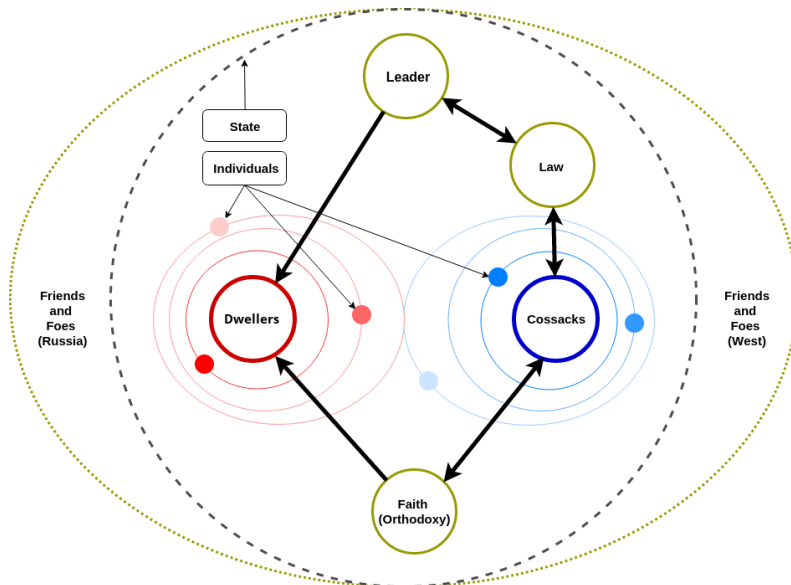 Leader
State
Individuals
Law
Friends
and
Foes
(Russia)
Dwellers
Cossacks
Friends
and
Foes
(West)
Faith
(Orthodoxy)